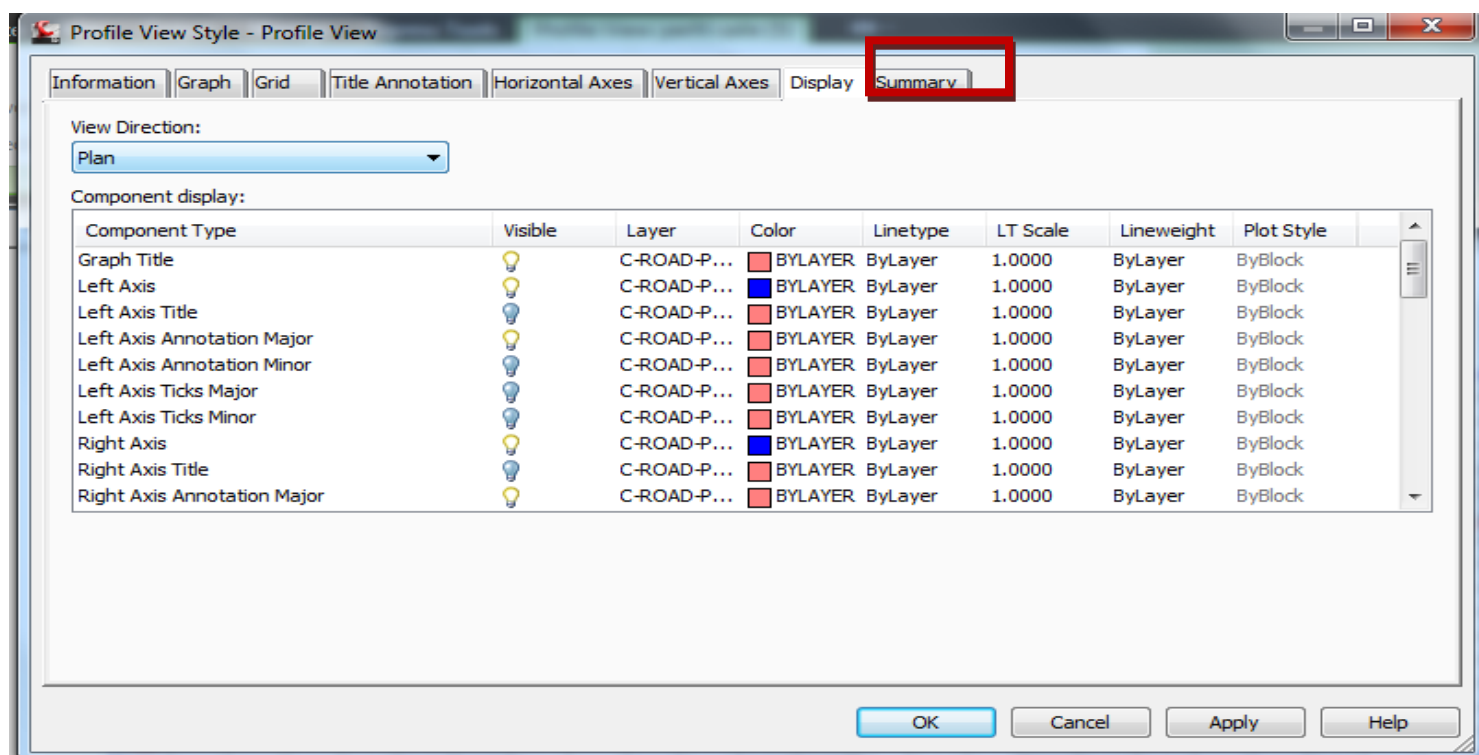 Profile View Style - Profile View
Information Graph Grid Title Annotation Horizontal Axes Vertical Axes Display Summary
View Direction:
Plan
Component display:
Component Type Visible Layer Color Linetype LT Scale Lineweight Plot Style
Graph Title C-ROAD-P... BYLAYER ByLayer 1.0000 ByLayer ByBlock
Left Axis C-ROAD-P... BYLAYER ByLayer 1.0000 ByLayer ByBlock
Left Axis Title C-ROAD-P... BYLAYER ByLayer 1.0000 ByLayer ByBlock
Left Axis Annotation Major C-ROAD-P... BYLAYER ByLayer 1.0000 ByLayer ByBlock
Left Axis Annotation Minor C-ROAD-P... BYLAYER ByLayer 1.0000 ByLayer ByBlock
Left Axis Ticks Major C-ROAD-P... BYLAYER ByLayer 1.0000 ByLayer ByBlock
Left Axis Ticks Minor C-ROAD-P... BYLAYER ByLayer 1.0000 ByLayer ByBlock
Right Axis C-ROAD-P... BYLAYER ByLayer 1.0000 ByLayer ByBlock
Right Axis Title C-ROAD-P... BYLAYER ByLayer 1.0000 ByLayer ByBlock
Right Axis Annotation Major C-ROAD-P... BYLAYER ByLayer 1.0000 ByLayer ByBlock
OK Cancel Apply Help